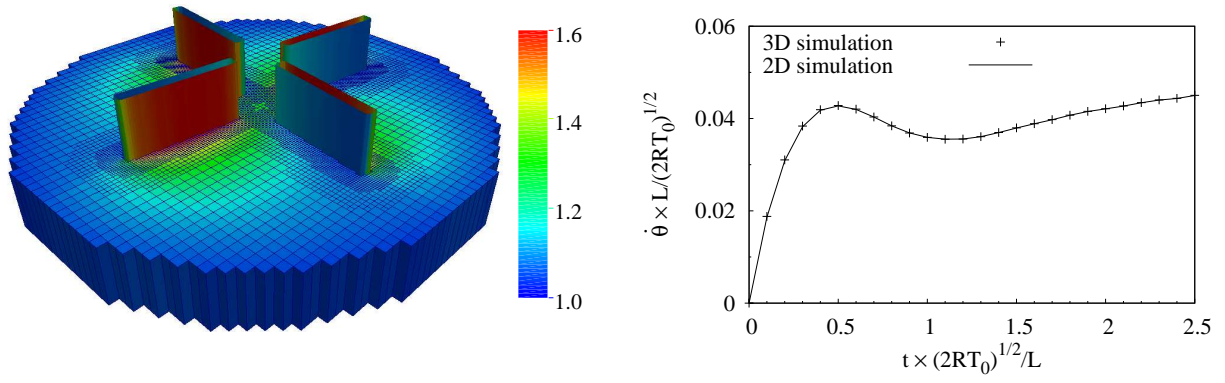 1.6
1.4
1.2
1.0
0.06
0.04
0.02
0
θ̇ × L/(2RT₀)^1/2
3D simulation
2D simulation
0 0.5 1 1.5 2 2.5
t × (2RT₀)^1/2/L